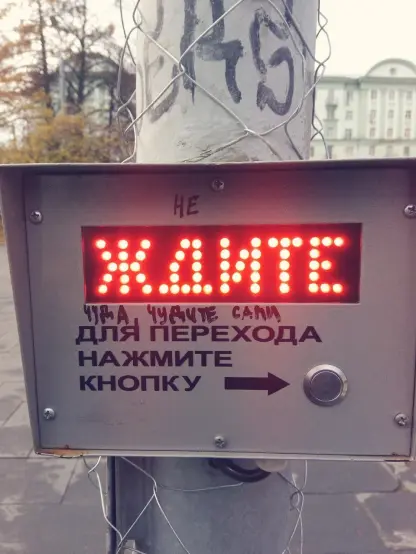 НЕ
ЖДИТЕ
ЧУДА, ЧУДИТЕ САМИ
ДЛЯ ПЕРЕХОДА
НАЖМИТЕ
КНОПКУ